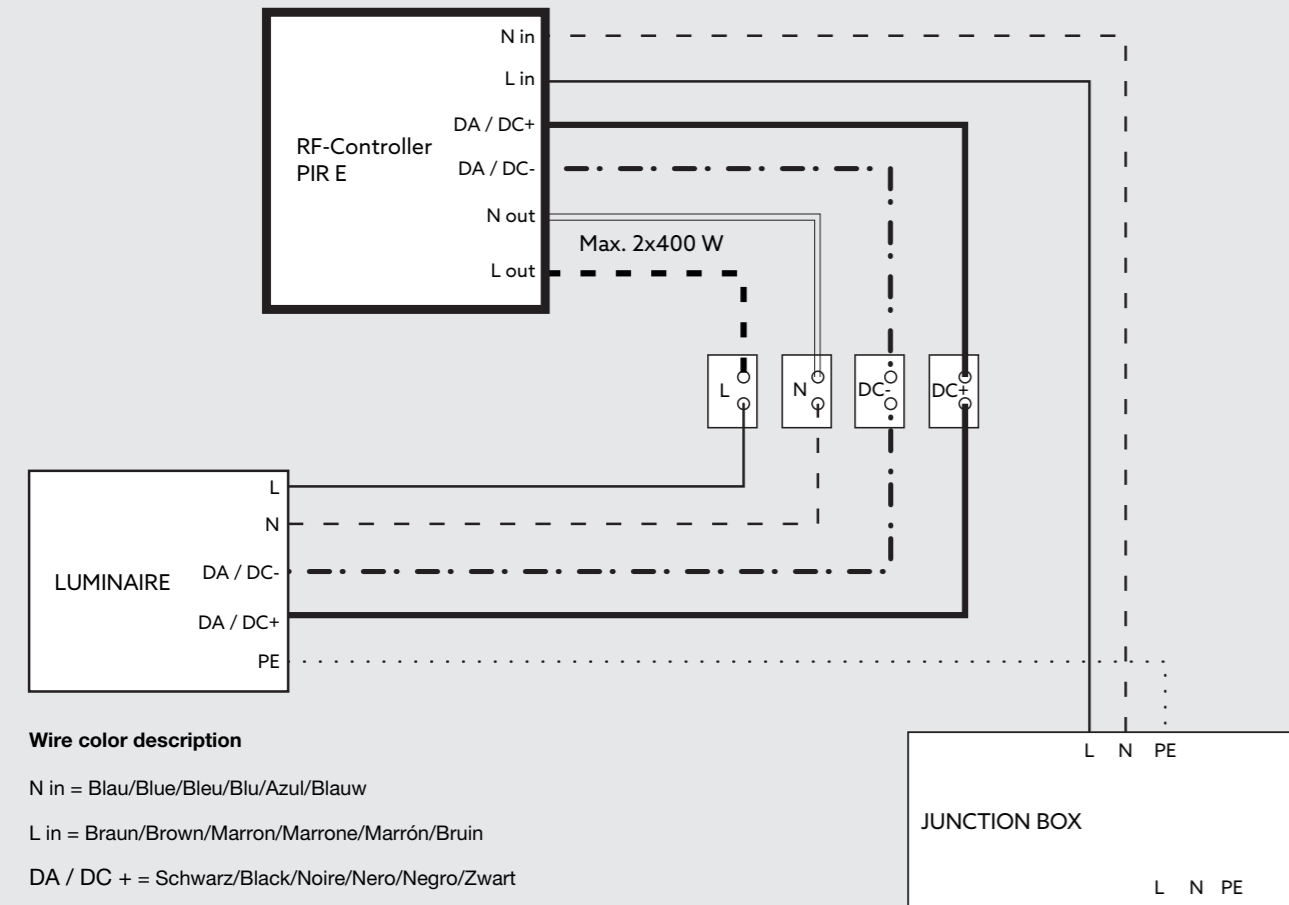 N in
L in
DA / DC+
RF-Controller
PIR E
DA / DC-
N out
Max. 2x400 W
L out
L
N
DC-
DC+
L
N
LUMINAIRE
DA / DC-
DA / DC+
PE
Wire color description
N in = Blau/Blue/Bleu/Blu/Azul/Blauw
L in = Braun/Brown/Marron/Marrone/Marrón/Bruin
DA / DC + = Schwarz/Black/Noire/Nero/Negro/Zwart
L N PE
JUNCTION BOX
L N PE